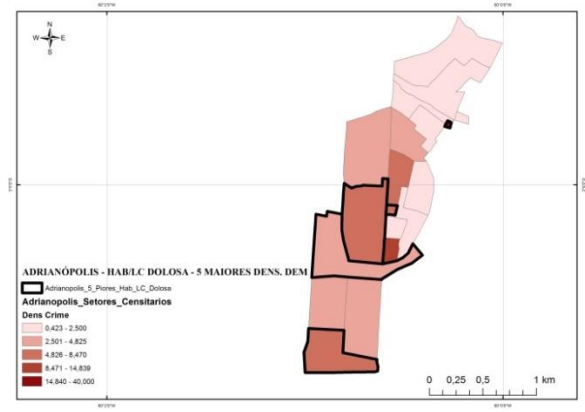 N
W E
S
ADRIANÓPOLIS - HAB/LC DOLOSA - 5 MAIORES DENS. DEM
Adrianopolis_5_Piores_Hab_LC_Dolosa
Adrianopolis_Setores_Censitarios
Dens Crime
0,423 - 2,500
2,501 - 4,825
4,826 - 8,470
8,471 - 14,839
14,840 - 40,000
0 0,25 0,5 1 km